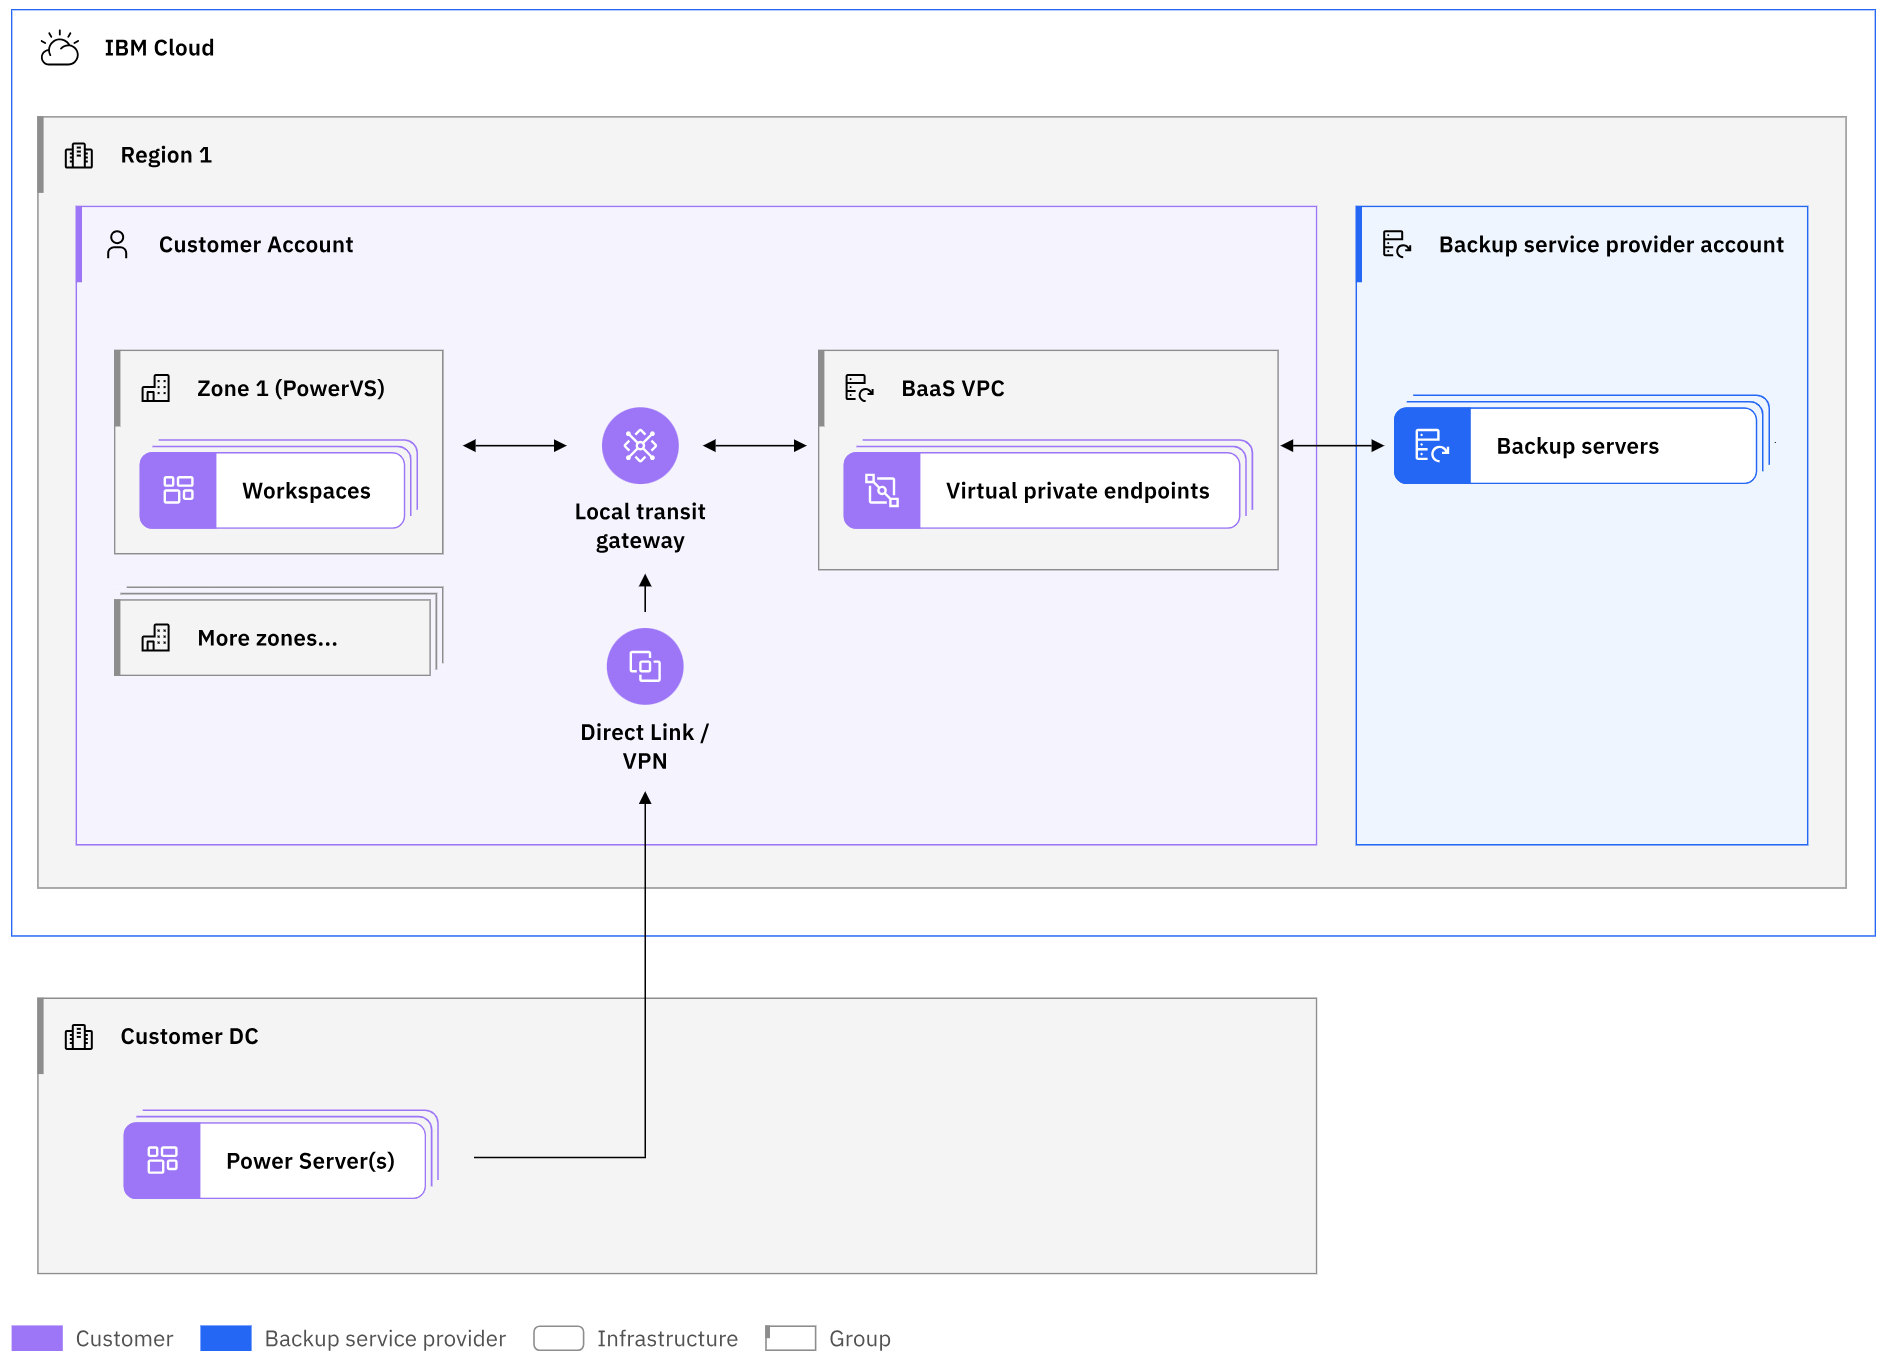 IBM Cloud
Region 1
Customer Account
Backup service provider account
Zone 1 (PowerVS)
Workspaces
More zones...
Local transit
gateway
Direct Link /
VPN
BaaS VPC
Virtual private endpoints
Backup servers
Customer DC
Power Server(s)
Customer
Backup service provider
Infrastructure
Group